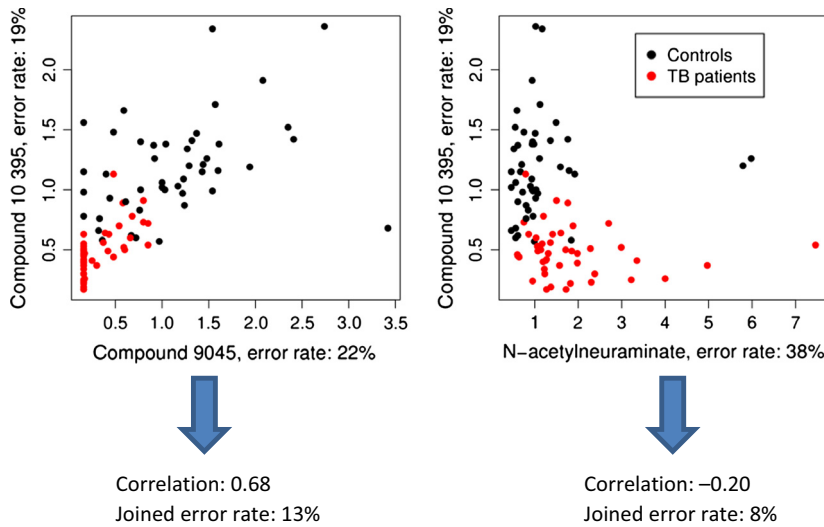 Compound 10 395, error rate: 19%
2.0
1.5
1.0
0.5
0.5 1.0 1.5 2.0 2.5 3.0 3.5
Compound 9045, error rate: 22%
Correlation: 0.68
Joined error rate: 13%
Compound 10 395, error rate: 19%
2.0
1.5
1.0
0.5
Controls
TB patients
1 2 3 4 5 6 7
N−acetylneuraminate, error rate: 38%
Correlation: –0.20
Joined error rate: 8%